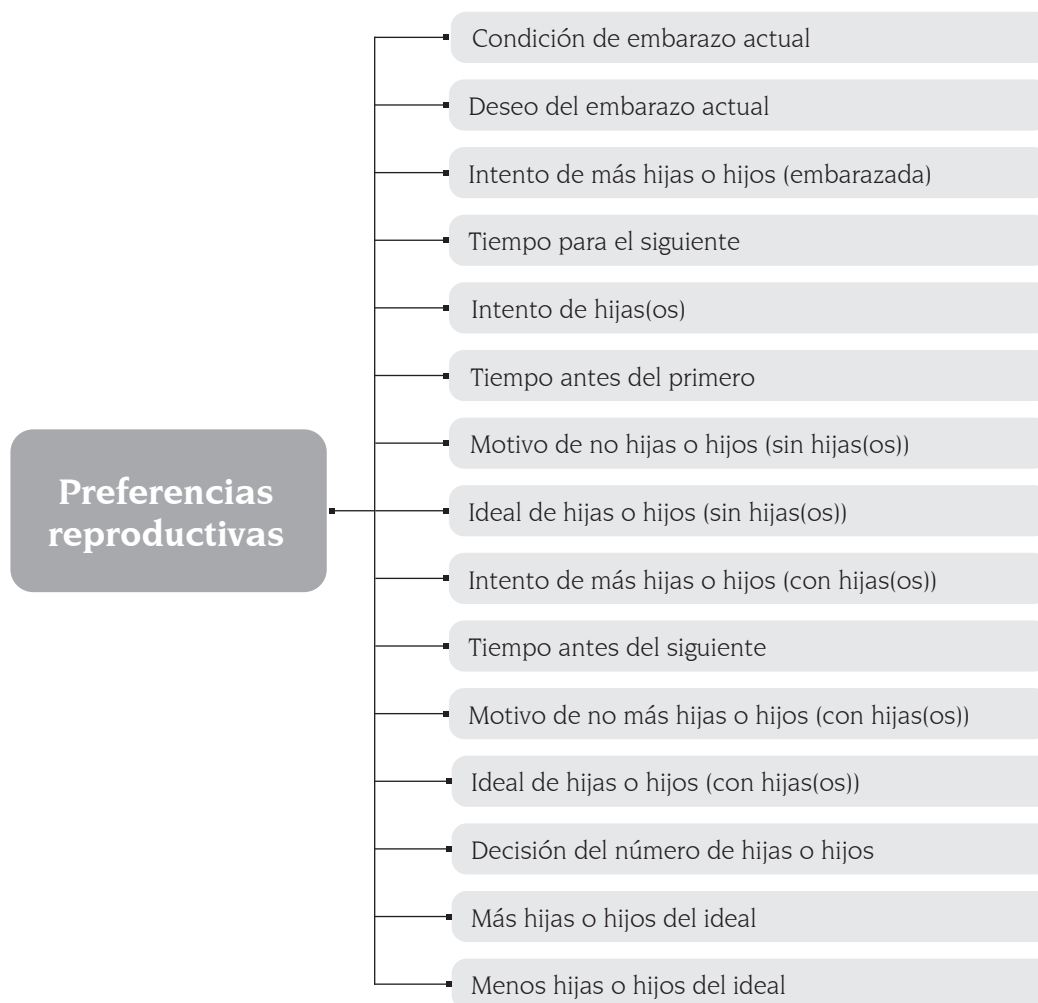 Condición de embarazo actual
Deseo del embarazo actual
Intento de más hijas o hijos (embarazada)
Tiempo para el siguiente
Intento de hijas(os)
Tiempo antes del primero
Motivo de no hijas o hijos (sin hijas(os))
Preferencias
reproductivas
Ideal de hijas o hijos (sin hijas(os))
Intento de más hijas o hijos (con hijas(os))
Tiempo antes del siguiente
Motivo de no más hijas o hijos (con hijas(os))
Ideal de hijas o hijos (con hijas(os))
Decisión del número de hijas o hijos
Más hijas o hijos del ideal
Menos hijas o hijos del ideal